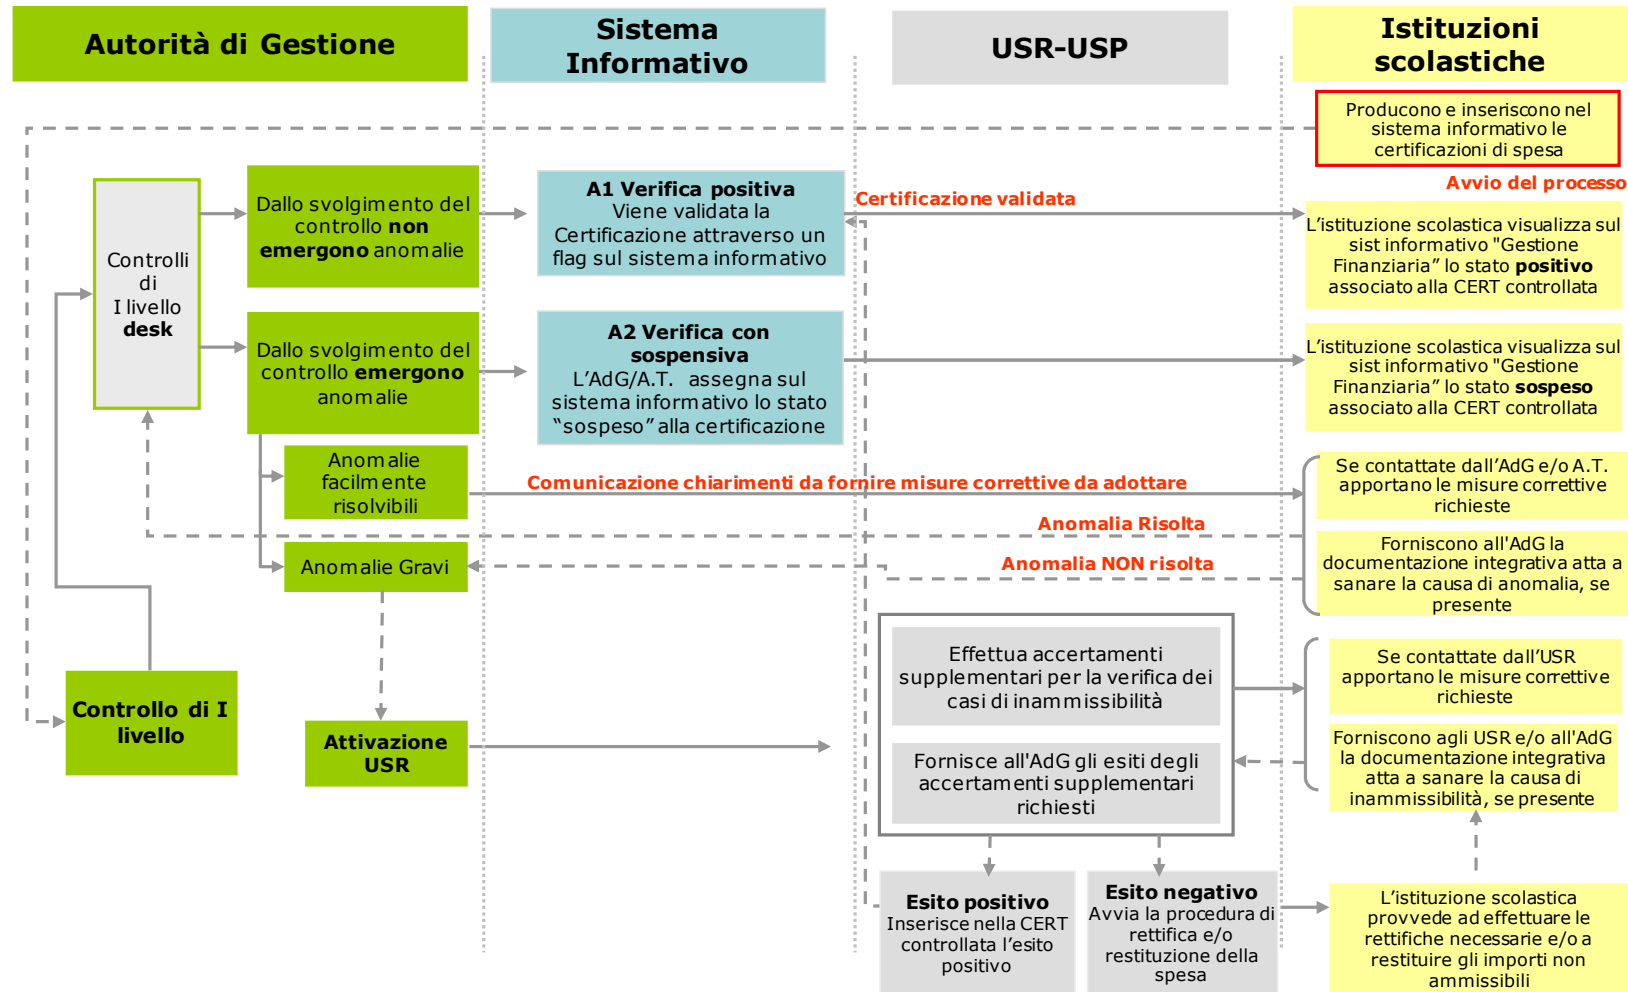 Autorità di Gestione
Sistema
Informativo
USR-USP
Istituzioni
scolastiche
Producono e inseriscono nel
sistema informativo le
certificazioni di spesa
Avvio del processo
Controlli
di
I livello
desk
Dallo svolgimento del
controllo non
emergono anomalie
A1 Verifica positiva
Viene validata la
Certificazione attraverso un
flag sul sistema informativo
Certificazione validata
L'istituzione scolastica visualizza sul
sist informativo "Gestione
Finanziaria” lo stato positivo
associato alla CERT controllata
Dallo svolgimento del
controllo emergono
anomalie
A2 Verifica con
sospensiva
L'AdG/A.T. assegna sul
sistema informativo lo stato
“sospeso” alla certificazione
L'istituzione scolastica visualizza sul
sist informativo "Gestione
Finanziaria” lo stato sospeso
associato alla CERT controllata
Anomalie
facilmente
risolvibili
Comunicazione chiarimenti da fornire misure correttive da adottare
Se contattate dall’AdG e/o A.T.
apportano le misure correttive
richieste
Anomalia Risolta
Anomalie Gravi
Anomalia NON risolta
Forniscono all'AdG la
documentazione integrativa atta a
sanare la causa di anomalia, se
presente
Effettua accertamenti
supplementari per la verifica dei
casi di inammissibilità
Se contattate dall’USR
apportano le misure correttive
richieste
Controllo di I
livello
Attivazione
USR
Fornisce all'AdG gli esiti degli
accertamenti supplementari
richiesti
Forniscono agli USR e/o all'AdG
la documentazione integrativa
atta a sanare la causa di
inammissibilità, se presente
Esito positivo
Inserisce nella CERT
controllata l’esito
positivo
Esito negativo
Avvia la procedura di
rettifica e/o
restituzione della
spesa
L’istituzione scolastica
provvede ad effettuare le
rettifiche necessarie e/o a
restituire gli importi non
ammissibili